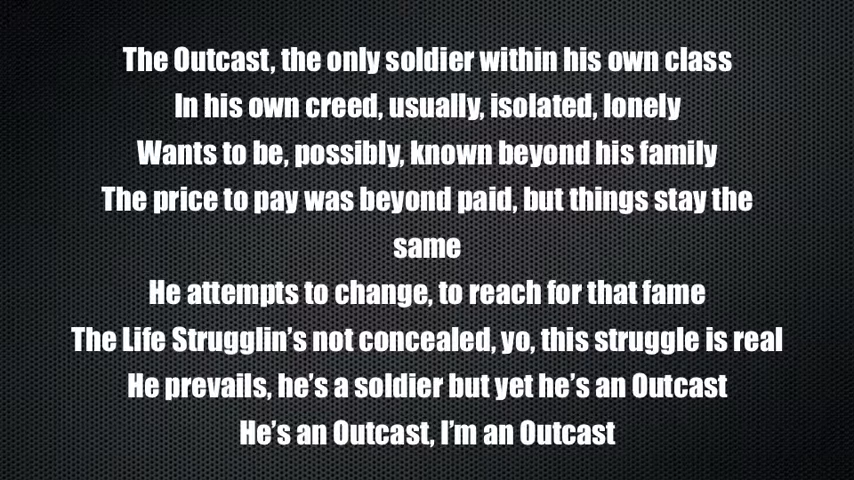 The Outcast, the only soldier within his own class
In his own creed, usually, isolated, lonely
Wants to be, possibly, known beyond his family
The price to pay was beyond paid, but things stay the
same
He attempts to change, to reach for that fame
The Life Strugglin’s not concealed, yo, this struggle is real
He prevails, he’s a soldier but yet he’s an Outcast
He’s an Outcast, I’m an Outcast